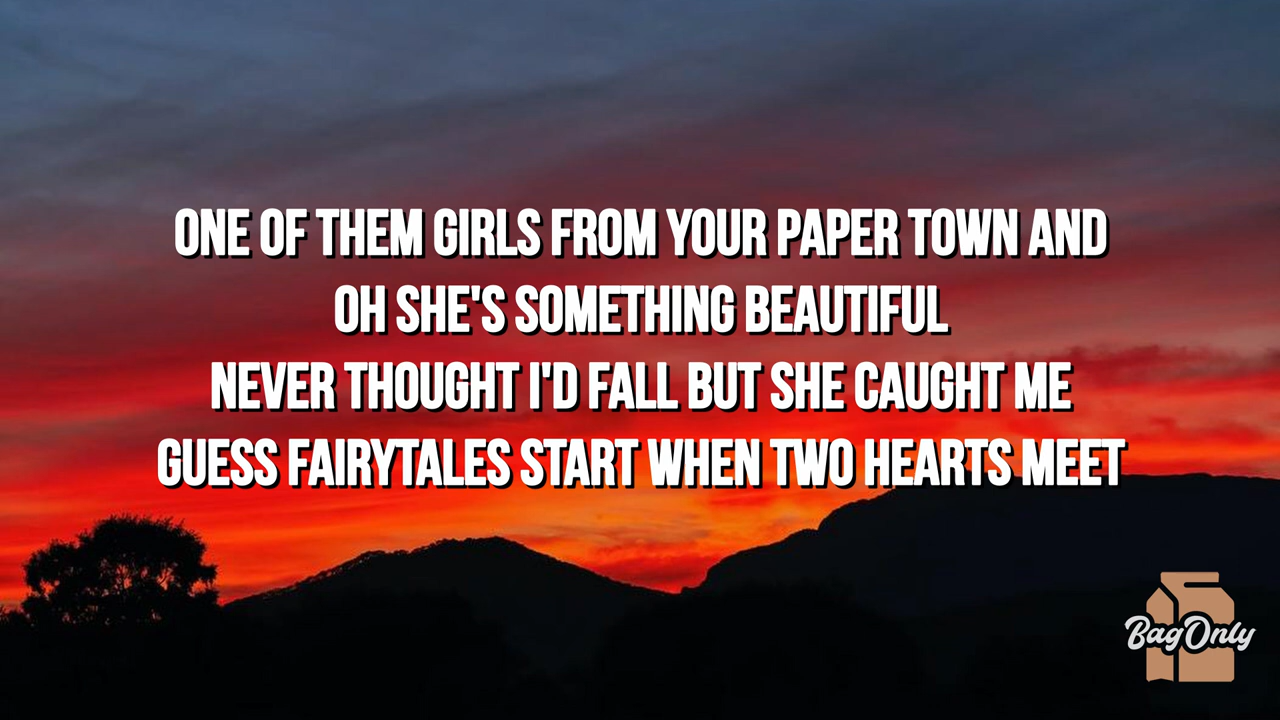 ONE OF THEM GIRLS FROM YOUR PAPER TOWN AND
OH SHE'S SOMETHING BEAUTIFUL
NEVER THOUGHT I'D FALL BUT SHE CAUGHT ME
GUESS FAIRYTALES START WHEN TWO HEARTS MEET
BagOnly